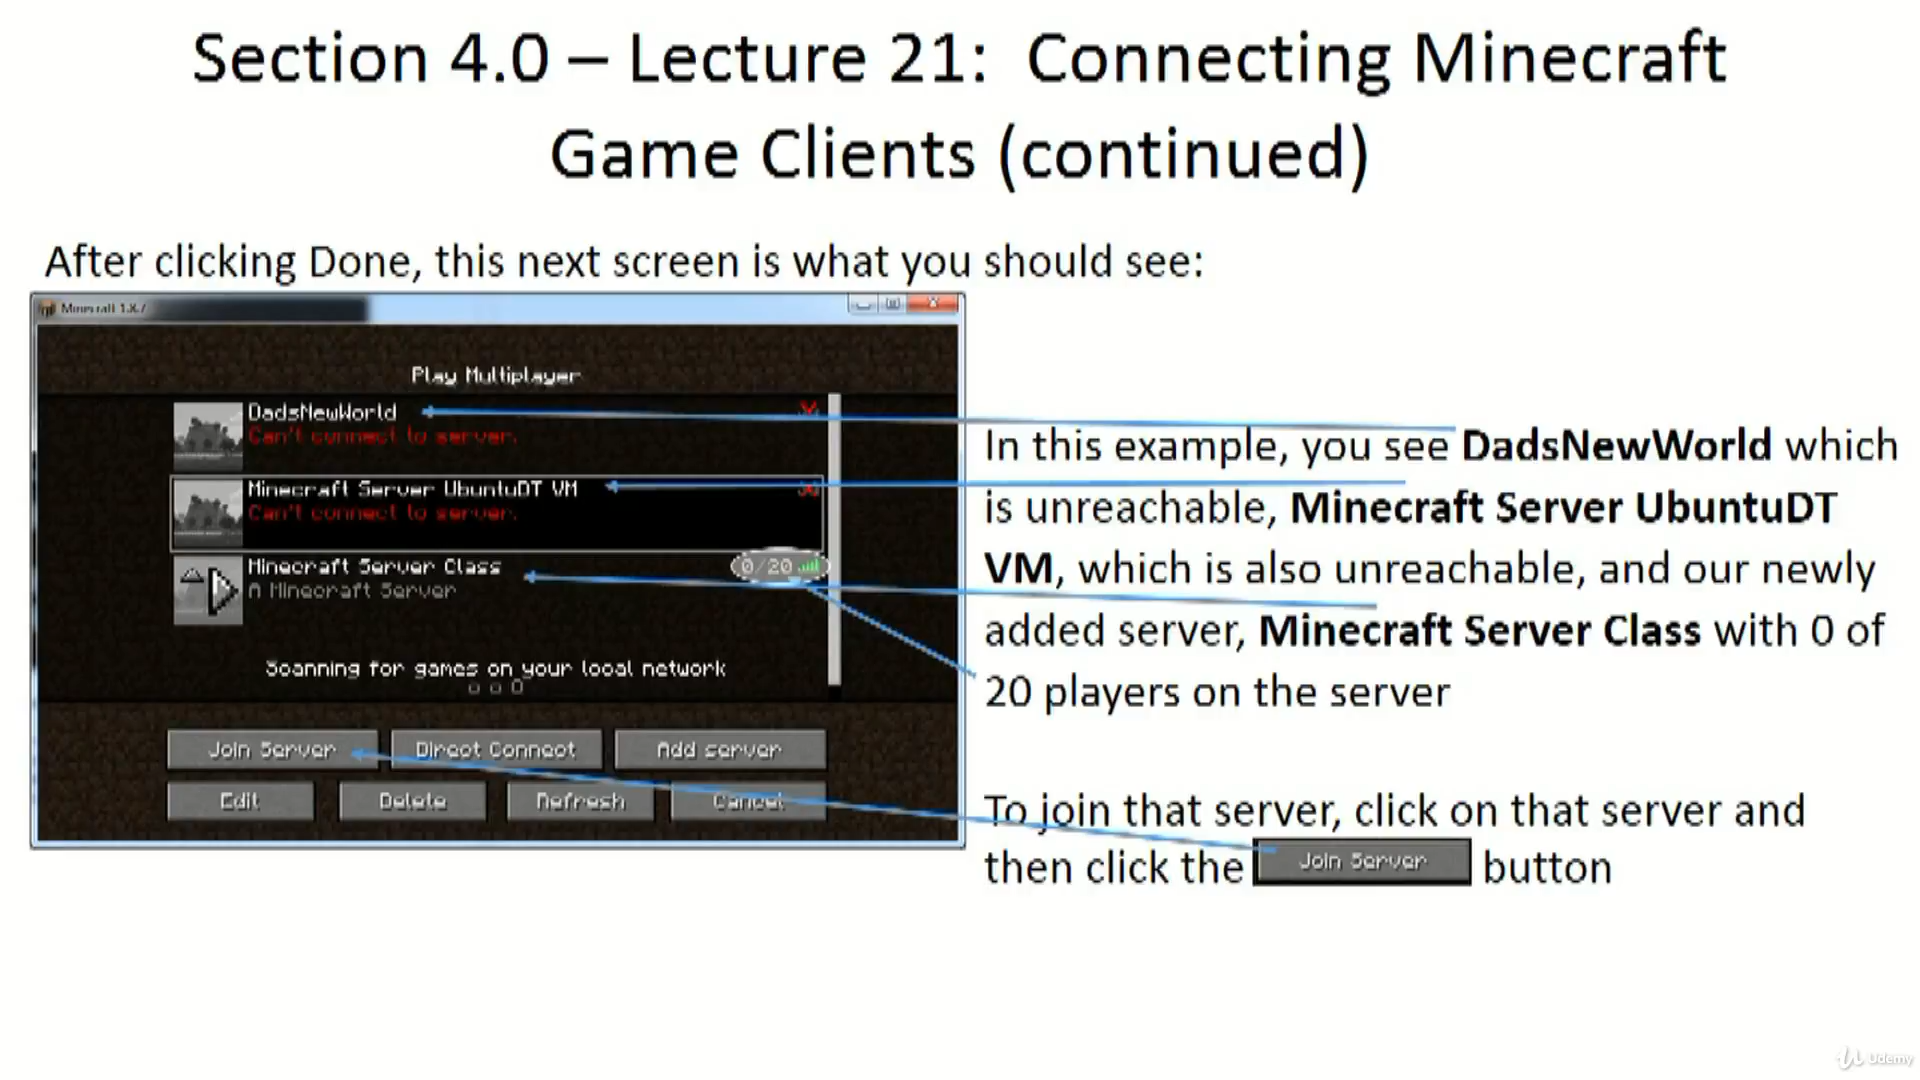 Section 4.0 – Lecture 21:  Connecting Minecraft
Game Clients (continued)
After clicking Done, this next screen is what you should see:
Minecraft 1.8.7
Play Multiplayer
DadsNewWorld
Can't connect to server.
Minecraft Server UbuntuDT VM
Can't connect to server.
Minecraft Server Class
0/20
A Minecraft Server
Scanning for games on your local network
o o O
Join Server
Direct Connect
Add server
Edit
Delete
Refresh
Cancel
In this example, you see DadsNewWorld which
is unreachable, Minecraft Server UbuntuDT
VM, which is also unreachable, and our newly
added server, Minecraft Server Class with 0 of
20 players on the server
To join that server, click on that server and
then click the Join Server button
Udemy